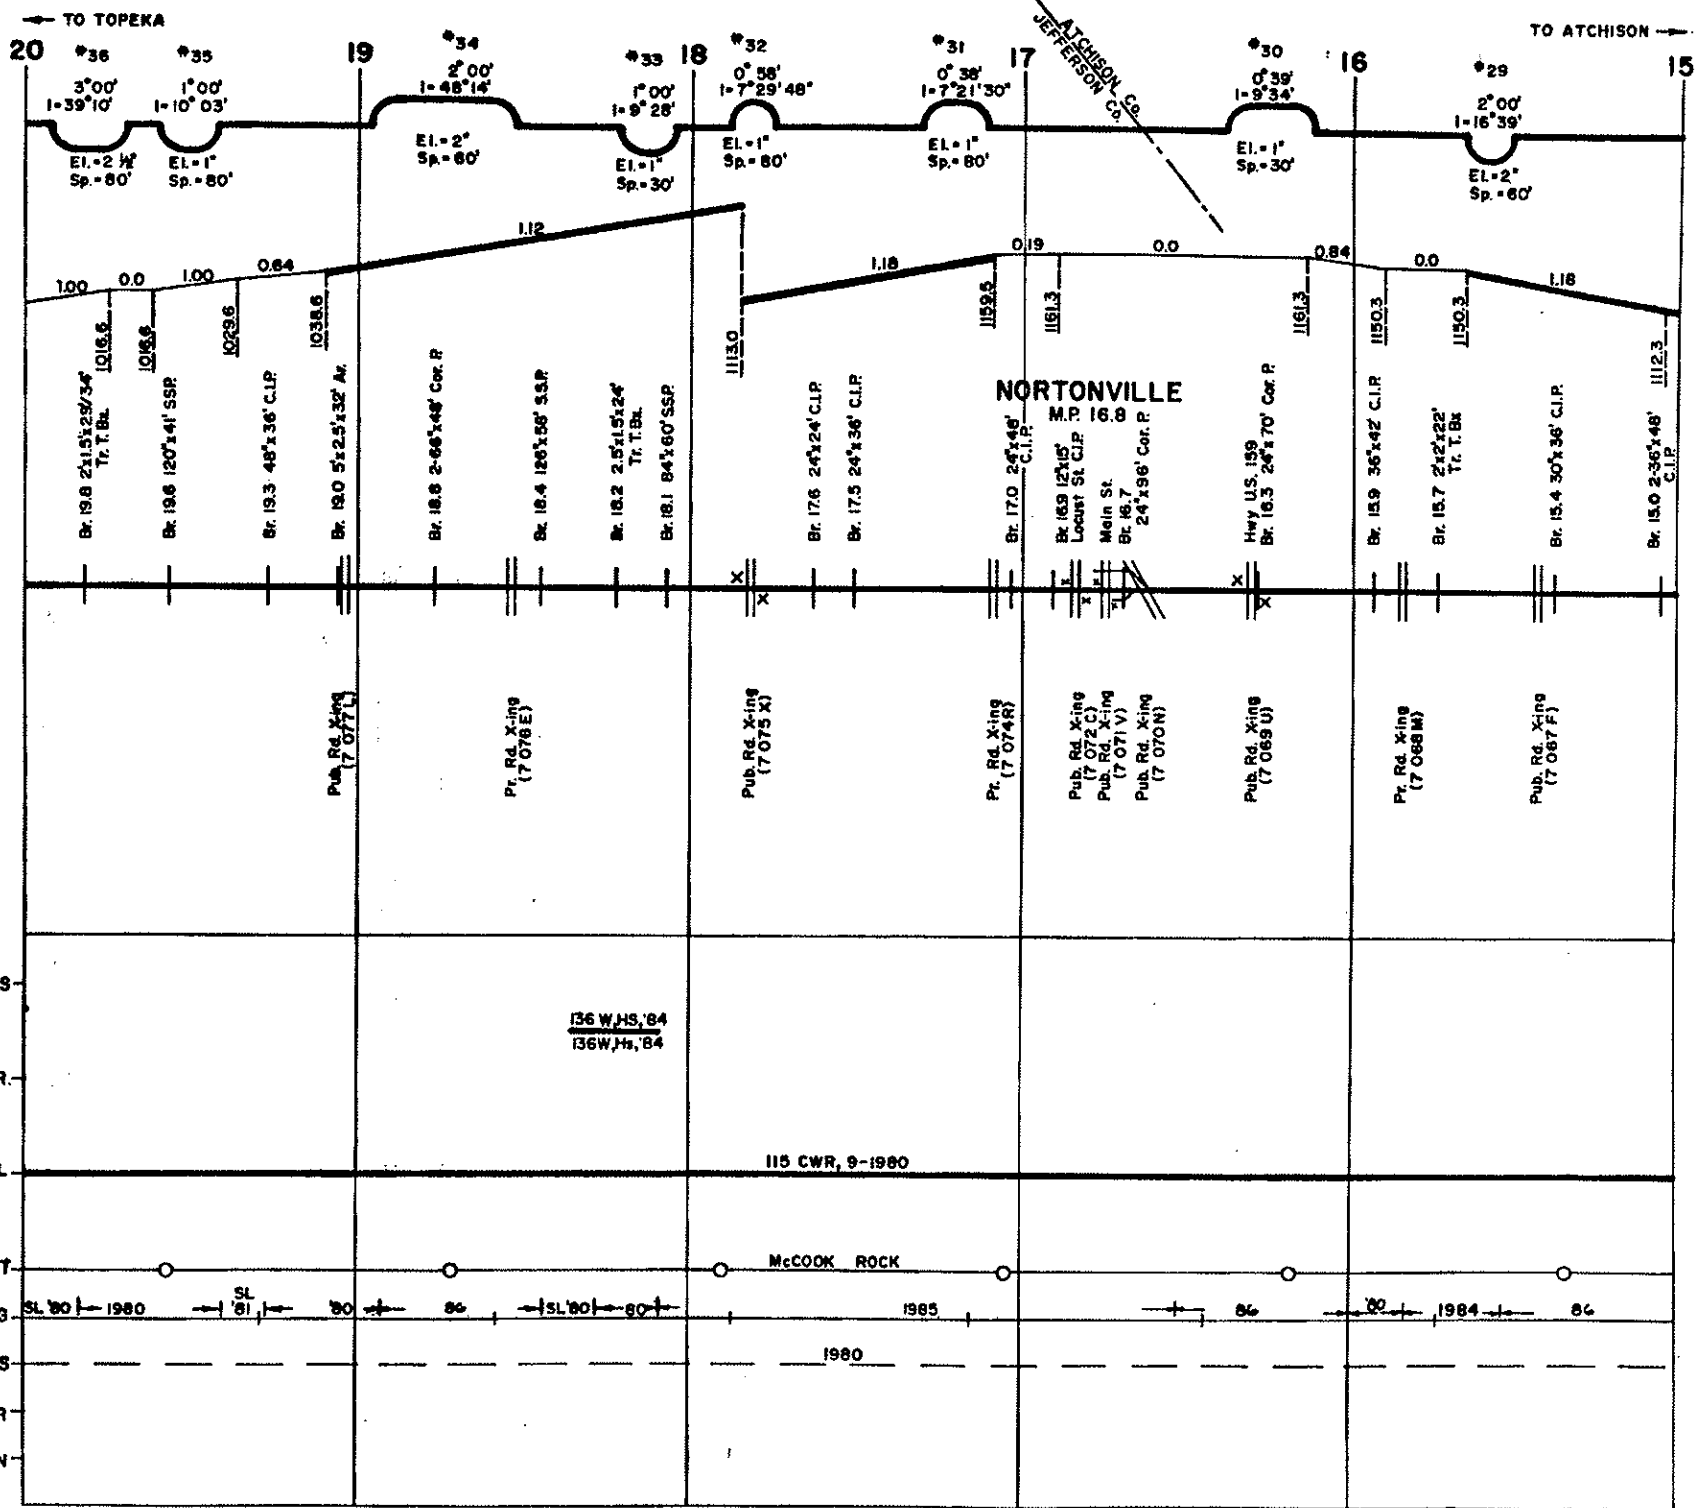 ← TO TOPEKA
TO ATCHISON →
ATCHISON CO.
JEFFERSON CO.
20
19
18
17
16
15
#36
3°00'
I=39°10'
El.=2 1/2"
Sp.=80'
#35
1°00'
I=10°03'
El.=1"
Sp.=80'
#34
2°00'
I=48°14'
El.=2"
Sp.=60'
#33
1°00'
I=9°28'
El.=1"
Sp.=30'
#32
0°58'
I=7°29'48"
El.=1"
Sp.=80'
#31
0°38'
I=7°21'30"
El.=1"
Sp.=80'
#30
0°39'
I=9°34'
El.=1"
Sp.=30'
#29
2°00'
I=16°39'
El.=2"
Sp.=60'
1.00
0.0
1.00
0.64
1.12
1.18
0.19
0.0
0.84
0.0
1.18
1016.6
1016.6
1029.6
1038.6
1113.0
1159.5
1161.3
1161.3
1150.3
1150.3
1112.3
NORTONVILLE
M.P. 16.8
Br. 19.8 2'x1.5'x29/34'
Tr. T. Bx.
Br. 19.6 120"x41' S.S.P.
Br. 19.3 48"x36' C.I.P.
Br. 19.0 5'x2.5'x32' Ar.
Br. 18.8 2-66"x48' Cor. P.
Br. 18.4 126"x58' S.S.P.
Br. 18.2 2.5'x1.5'x24'
Tr. T. Bx.
Br. 18.1 84"x60' S.S.P.
Br. 17.6 24"x24' C.I.P.
Br. 17.5 24"x36' C.I.P.
Br. 17.0 24"x48'
C.I.P.
Br. 16.9 12"x15'
Locust St. C.I.P.
Main St.
Br. 16.7
24"x96' Cor. P.
Hwy U.S. 159
Br. 16.3 24"x70' Cor. P.
Br. 15.9 36"x42' C.I.P.
Br. 15.7 2'x2'x22'
Tr. T. Bx
Br. 15.4 30"x36' C.I.P.
Br. 15.0 2-36"x48'
C.I.P.
X
X
x
x
x
x
X
X
Pub. Rd. X-ing
(7 077 L)
Pr. Rd. X-ing
(7 076 E)
Pub. Rd. X-ing
(7 075 X)
Pr. Rd. X-ing
(7 074 R)
Pub. Rd. X-ing
(7 072 C)
Pub. Rd. X-ing
(7 071 V)
Pub. Rd. X-ing
(7 070 N)
Pub. Rd. X-ing
(7 069 U)
Pr. Rd. X-ing
(7 068 M)
Pub. Rd. X-ing
(7 067 F)
S
136 W,HS,'84
136W,Hs,'84
R.
L
115 CWR, 9-1980
T
McCOOK ROCK
G
SL '80
1980
SL
'81
'80
86
SL '80
80
1985
86
'80
1984
86
S
1980
R
N